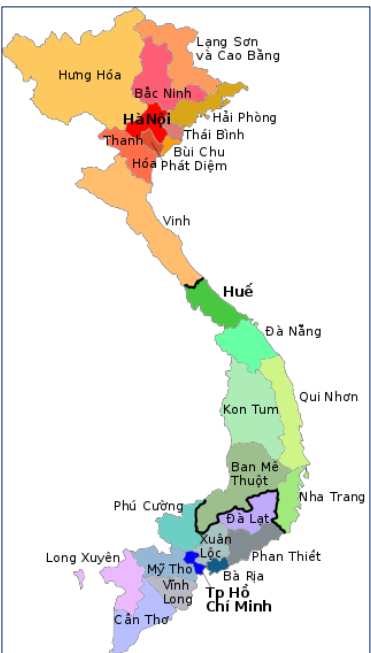 Lạng Sơn
và Cao Bằng
Hưng Hóa
Bắc Ninh
Hà Nội
Hải Phòng
Thái Bình
Thanh
Hóa
Bùi Chu
Phát Diệm
Vinh
Huế
Đà Nẵng
Qui Nhơn
Kon Tum
Ban Mê
Thuột
Nha Trang
Phú Cường
Đà Lạt
Xuân
Lộc
Phan Thiết
Long Xuyên
Mỹ Tho
Bà Rịa
Vĩnh
Long
Tp Hồ
Chí Minh
Cần Thơ